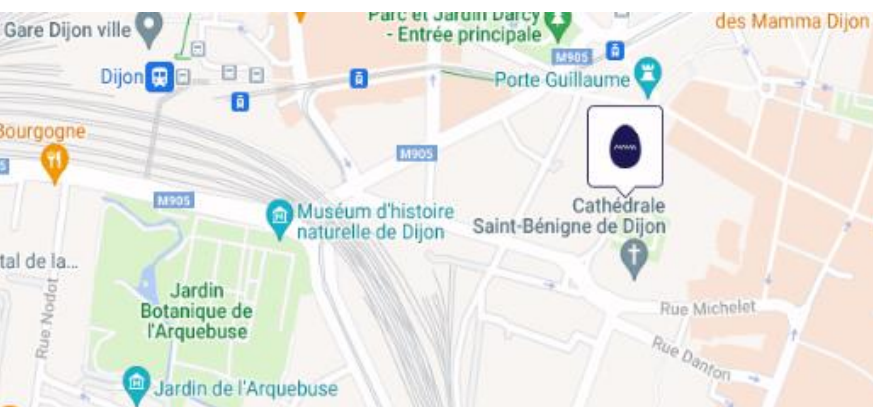 Gare Dijon ville
Parc et Jardin Darcy
- Entrée principale
des Mamma Dijon
M905
Dijon
Porte Guillaume
Bourgogne
M905
5
M905
Muséum d'histoire
naturelle de Dijon
Cathédrale
Saint-Bénigne de Dijon
tal de la...
Jardin
Botanique de
l'Arquebuse
Rue Nodot
Rue Michelet
Rue Danton
Jardin de l'Arquebuse